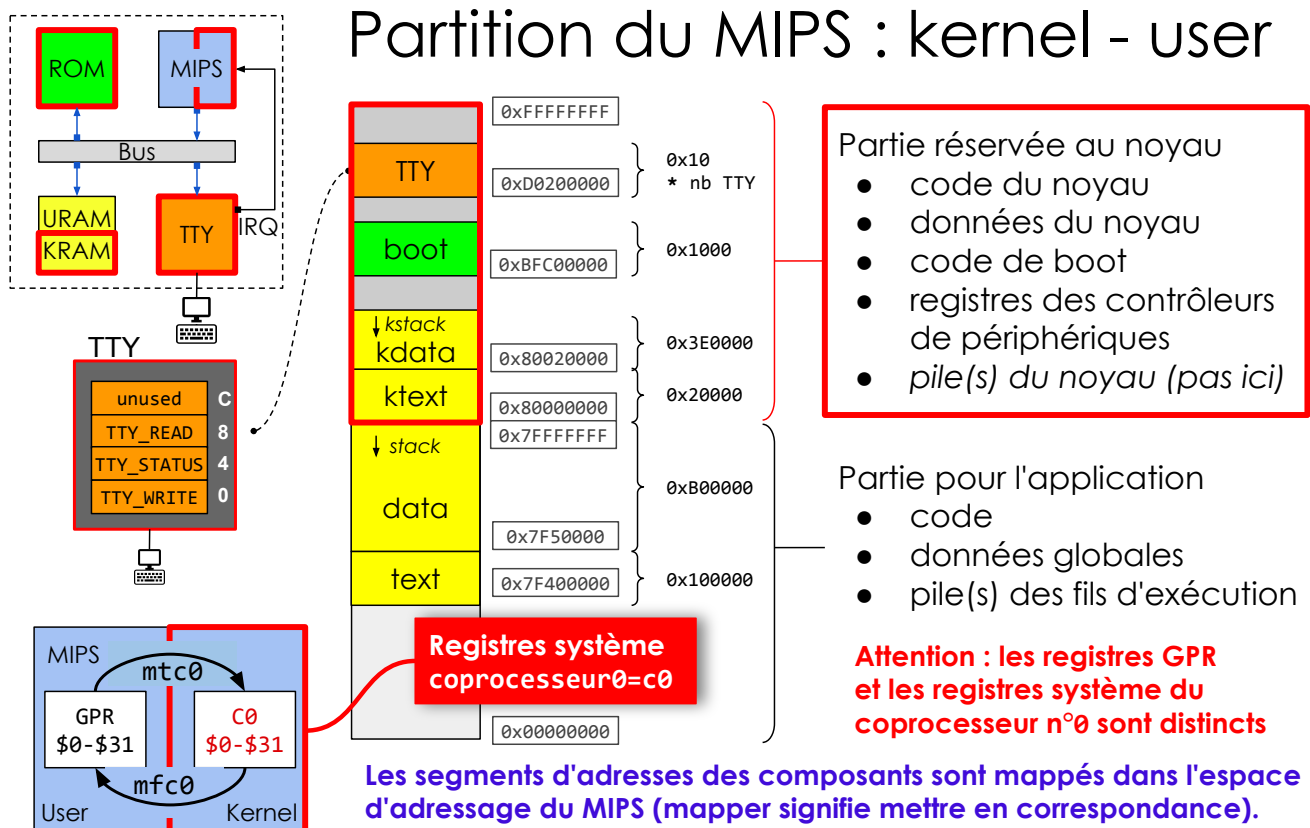 Partition du MIPS : kernel - user
ROM
MIPS
Bus
URAM
KRAM
TTY
IRQ
TTY
unused C
TTY_READ 8
TTY_STATUS 4
TTY_WRITE 0
MIPS
mtc0
GPR
$0-$31
C0
$0-$31
mfc0
User
Kernel
0xFFFFFFFF
TTY
0xD0200000
0x10
* nb TTY
boot
0xBFC00000
0x1000
↓ kstack
kdata
0x80020000
0x3E0000
ktext
0x80000000
0x20000
0x7FFFFFFF
↓ stack
data
0xB00000
0x7F50000
text
0x7F400000
0x100000
Registres système
coprocesseur0=c0
0x00000000
Partie réservée au noyau
● code du noyau
● données du noyau
● code de boot
● registres des contrôleurs
de périphériques
● pile(s) du noyau (pas ici)
Partie pour l'application
● code
● données globales
● pile(s) des fils d'exécution
Attention : les registres GPR
et les registres système du
coprocesseur n°0 sont distincts
Les segments d'adresses des composants sont mappés dans l'espace
d'adressage du MIPS (mapper signifie mettre en correspondance).